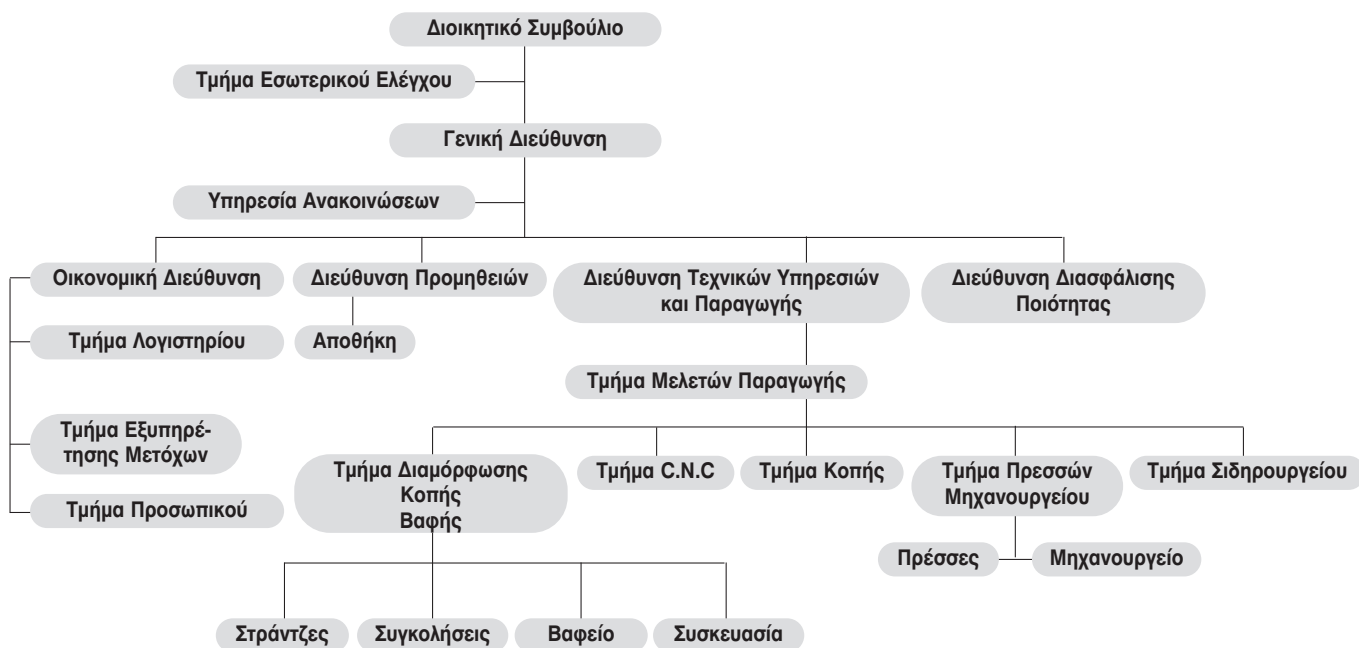 Διοικητικό Συμβούλιο
Τμήμα Εσωτερικού Ελέγχου
Γενική Διεύθυνση
Υπηρεσία Ανακοινώσεων
Οικονομική Διεύθυνση
Διεύθυνση Προμηθειών
Διεύθυνση Τεχνικών Υπηρεσιών
και Παραγωγής
Διεύθυνση Διασφάλισης
Ποιότητας
Τμήμα Λογιστηρίου
Αποθήκη
Τμήμα Μελετών Παραγωγής
Τμήμα Εξυπηρέ-
τησης Μετόχων
Τμήμα Προσωπικού
Τμήμα Διαμόρφωσης
Κοπής
Βαφής
Τμήμα C.N.C
Τμήμα Κοπής
Τμήμα Πρεσσών
Μηχανουργείου
Τμήμα Σιδηρουργείου
Πρέσσες
Μηχανουργείο
Στράντζες
Συγκολήσεις
Βαφείο
Συσκευασία